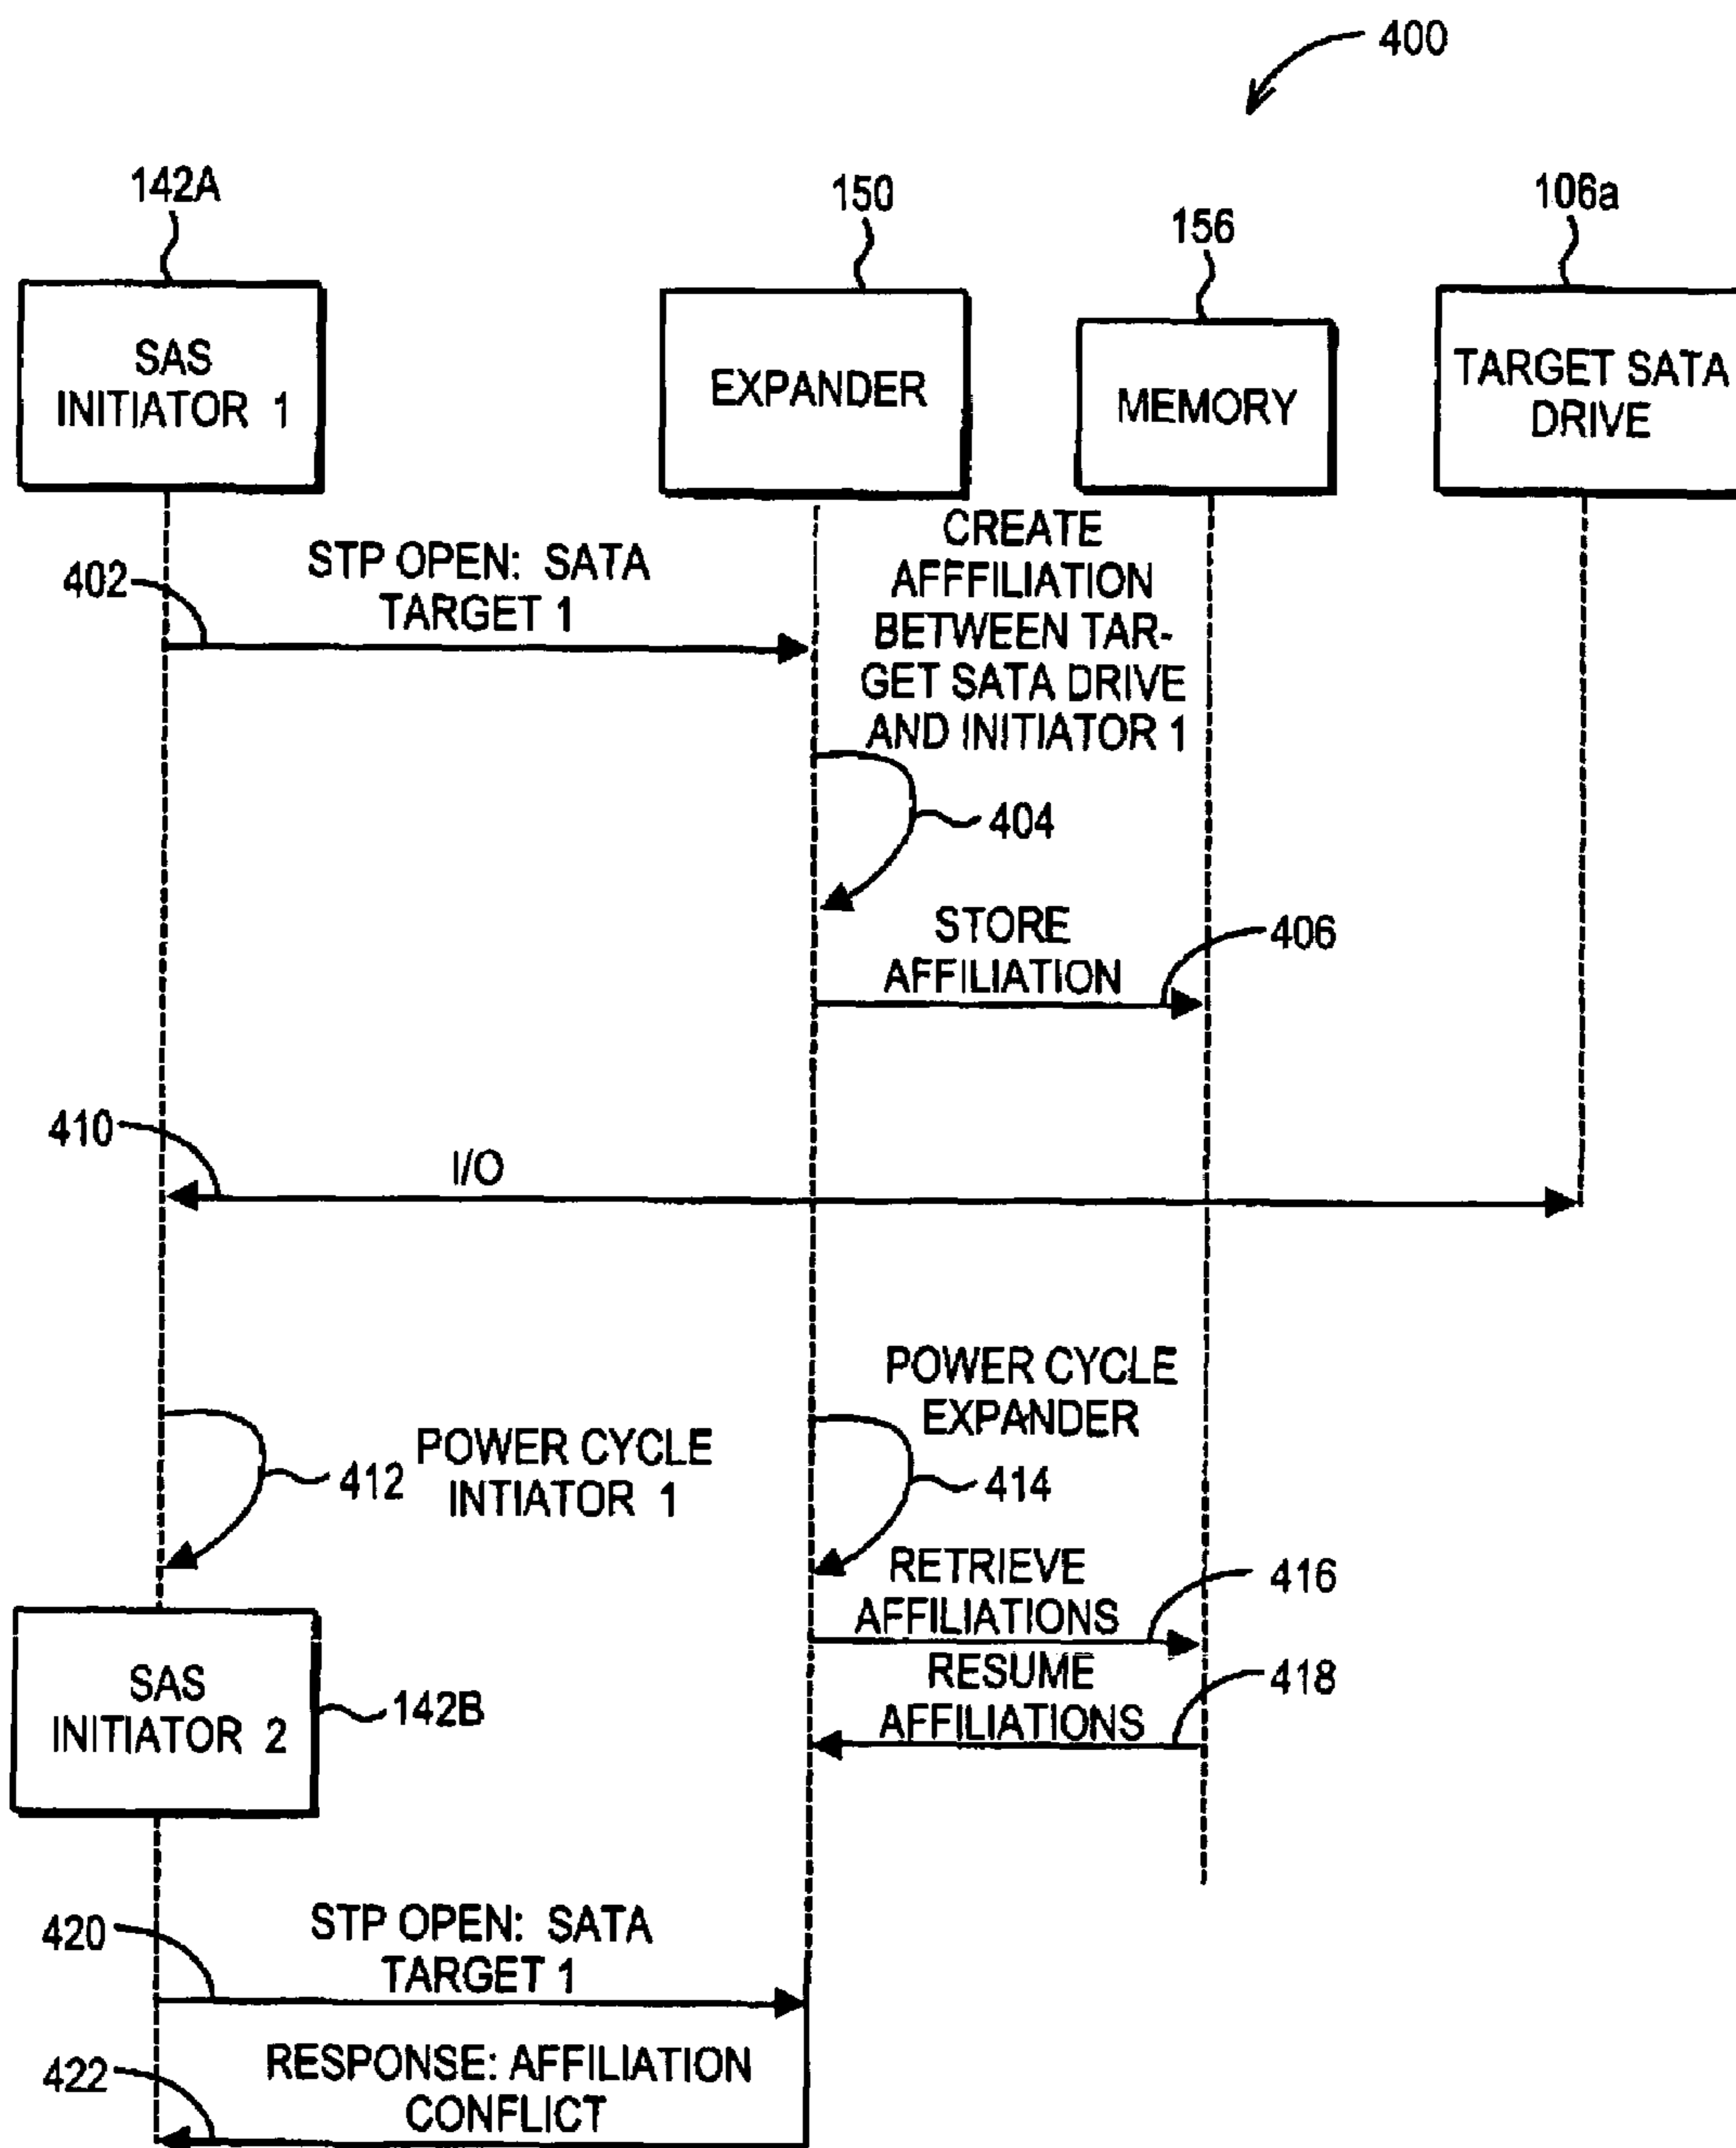 400
142A
150
156
106a
SAS
INITIATOR 1
EXPANDER
MEMORY
TARGET SATA
DRIVE
402
STP OPEN: SATA
TARGET 1
CREATE
AFFFILIATION
BETWEEN TAR-
GET SATA DRIVE
AND INITIATOR 1
404
STORE
AFFILIATION
406
410
I/O
412
POWER CYCLE
INTIATOR 1
POWER CYCLE
EXPANDER
414
RETRIEVE
AFFILIATIONS
416
RESUME
AFFILIATIONS
418
SAS
INITIATOR 2
142B
420
STP OPEN: SATA
TARGET 1
422
RESPONSE: AFFILIATION
CONFLICT